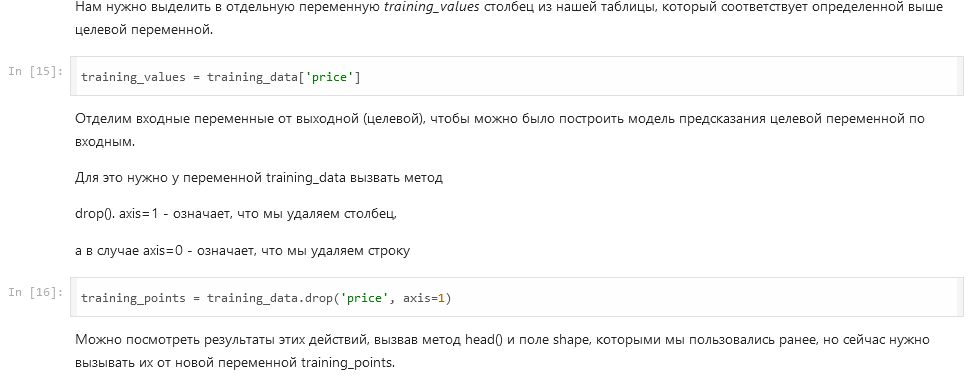 Нам нужно выделить в отдельную переменную training_values столбец из нашей таблицы, который соответствует определенной выше
целевой переменной.
In [15]: training_values = training_data['price']
Отделим входные переменные от выходной (целевой), чтобы можно было построить модель предсказания целевой переменной по
входным.
Для это нужно у переменной training_data вызвать метод
drop(). axis=1 - означает, что мы удаляем столбец,
а в случае axis=0 - означает, что мы удаляем строку
In [16]: training_points = training_data.drop('price', axis=1)
Можно посмотреть результаты этих действий, вызвав метод head() и поле shape, которыми мы пользовались ранее, но сейчас нужно
вызывать их от новой переменной training_points.